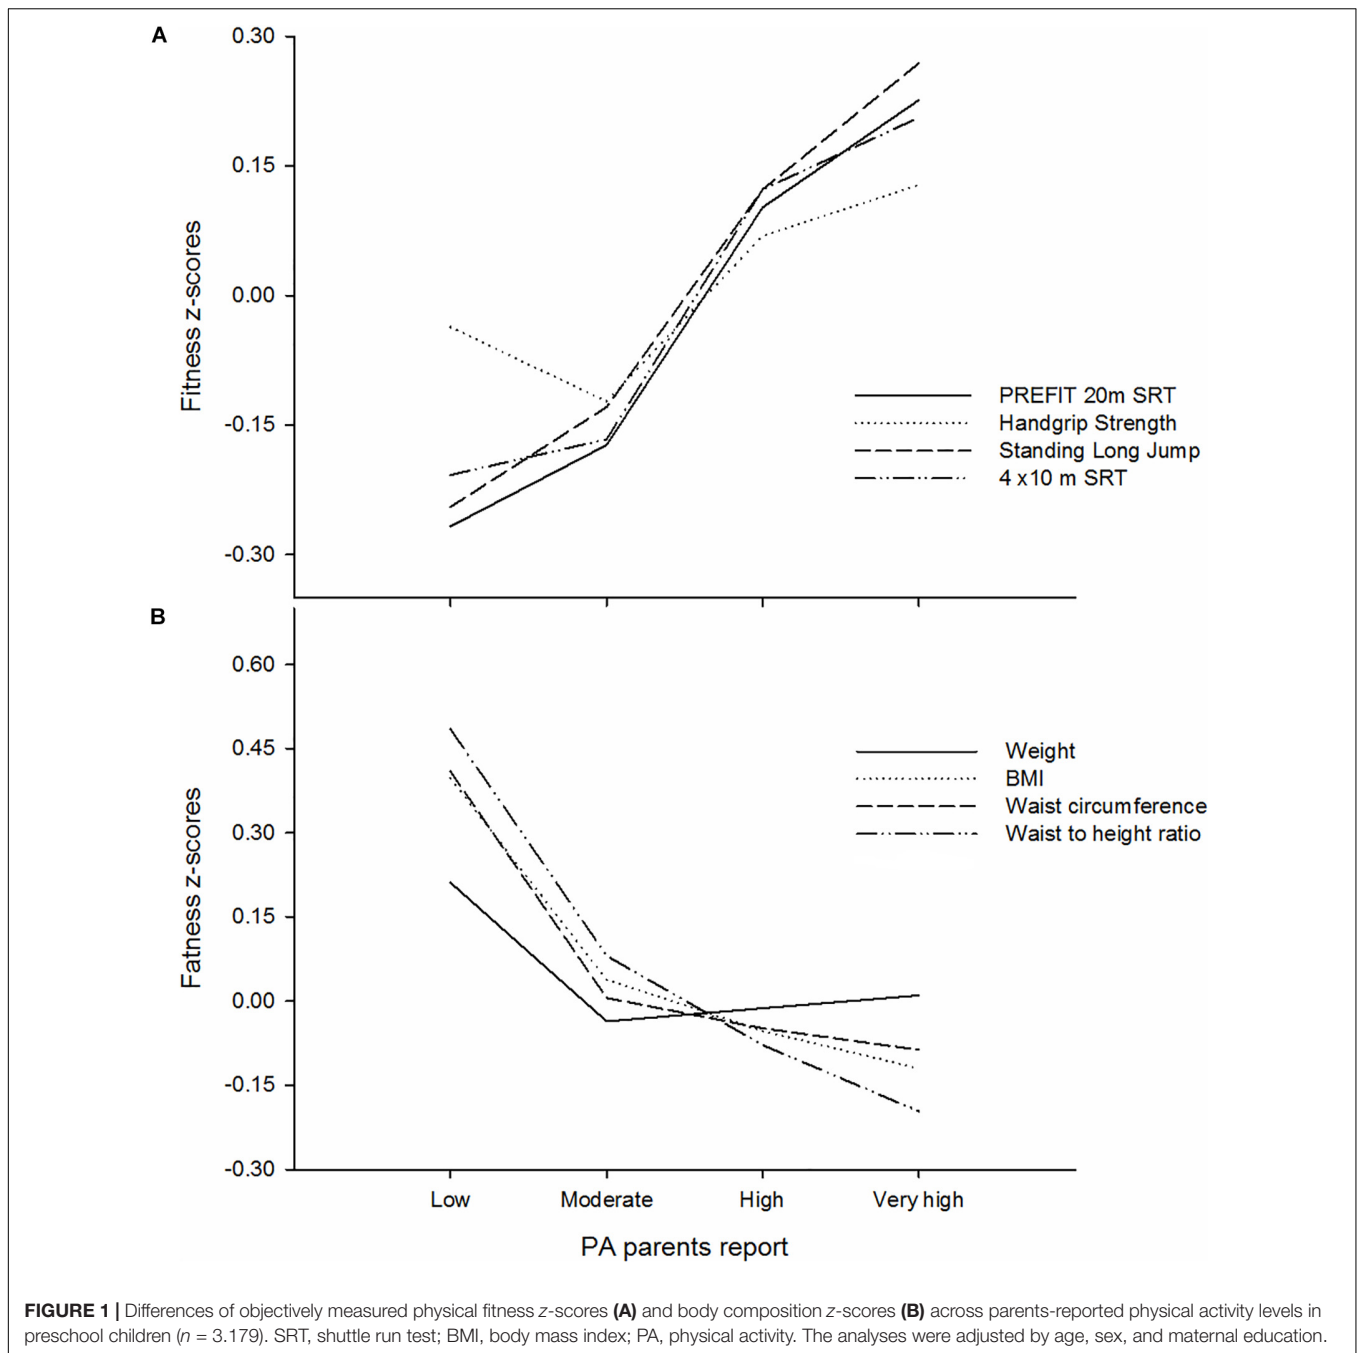 A
0.30
0.15
0.00
-0.15
-0.30
Fitness z-scores
PREFIT 20m SRT
Handgrip Strength
Standing Long Jump
4 x10 m SRT
B
0.60
0.45
0.30
0.15
0.00
-0.15
-0.30
Fatness z-scores
Weight
BMI
Waist circumference
Waist to height ratio
Low Moderate High Very high
PA parents report
FIGURE 1 | Differences of objectively measured physical fitness z-scores (A) and body composition z-scores (B) across parents-reported physical activity levels in
preschool children (n = 3.179). SRT, shuttle run test; BMI, body mass index; PA, physical activity. The analyses were adjusted by age, sex, and maternal education.